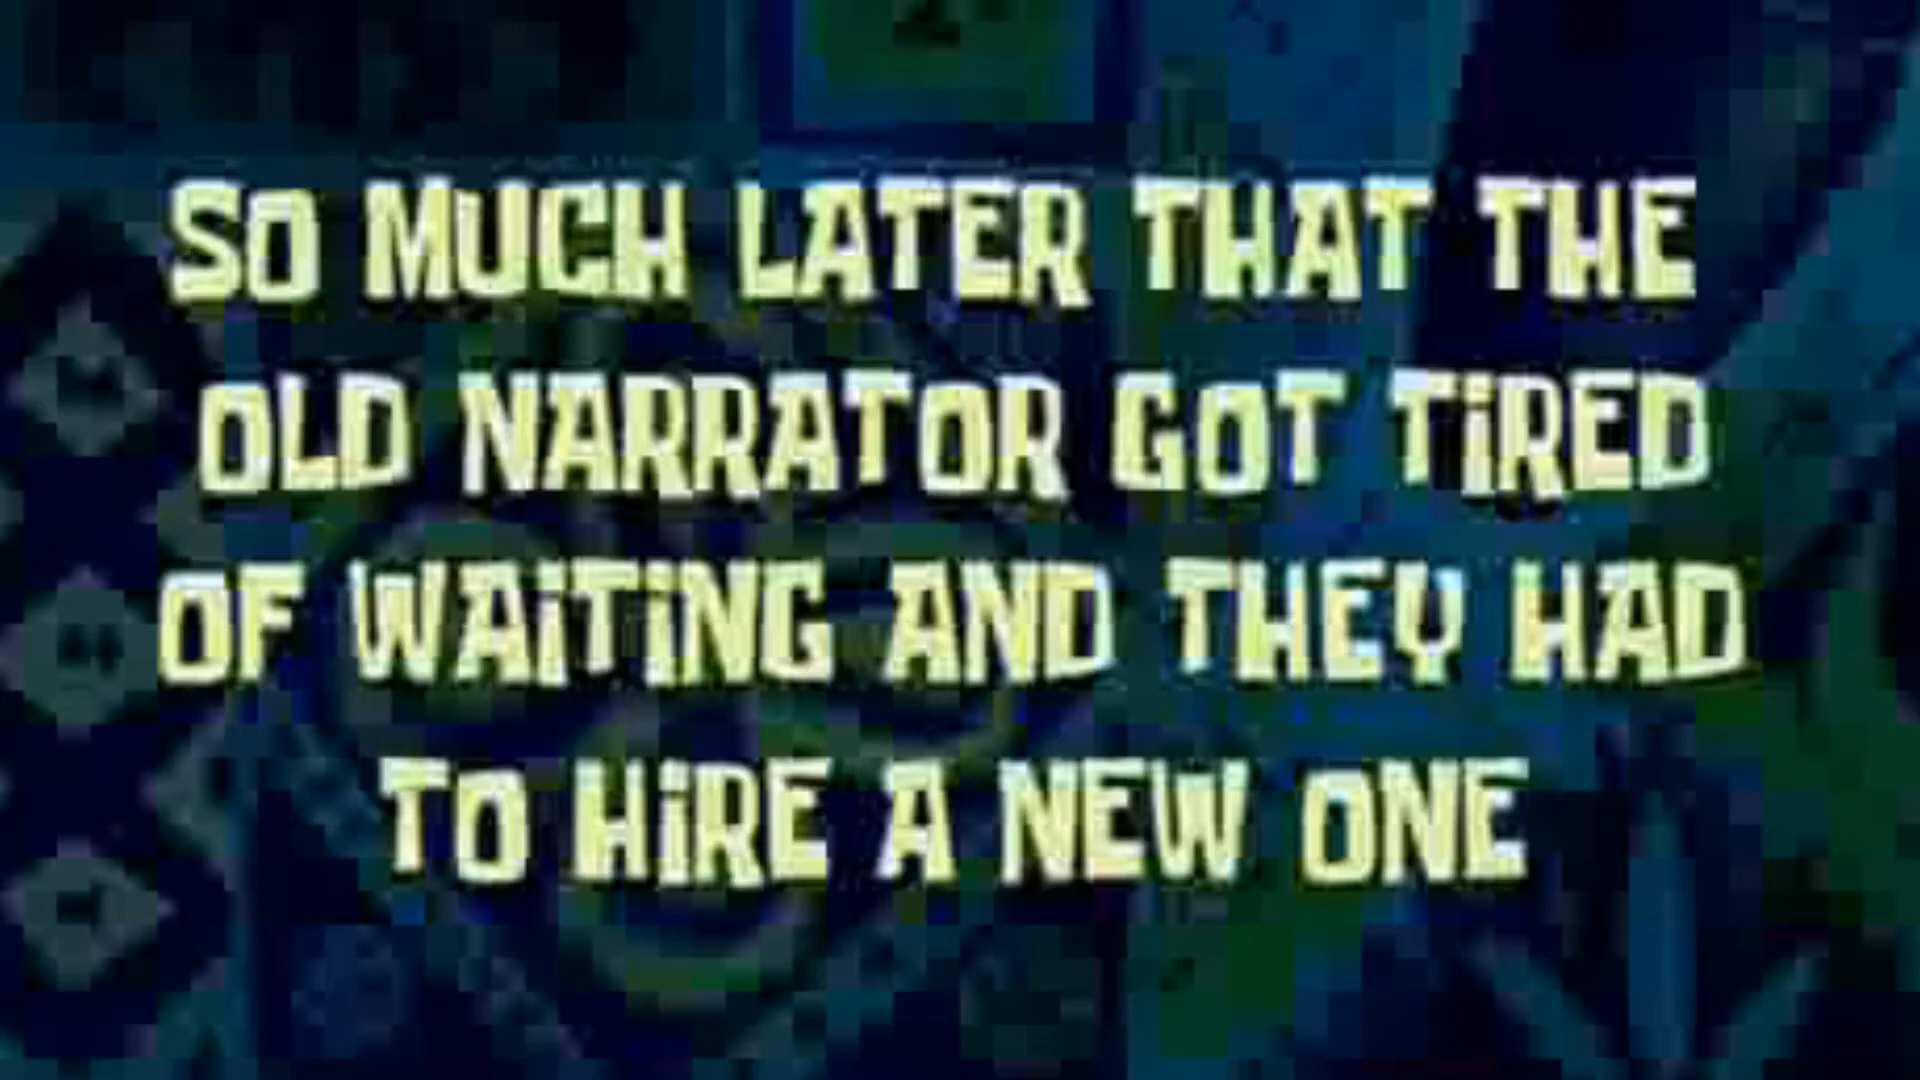 SO MUCH LATER THAT THE
OLD NARRATOR GOT TiRED
OF WAiTiNG AND THEY HAD
TO HiRE A NEW ONE